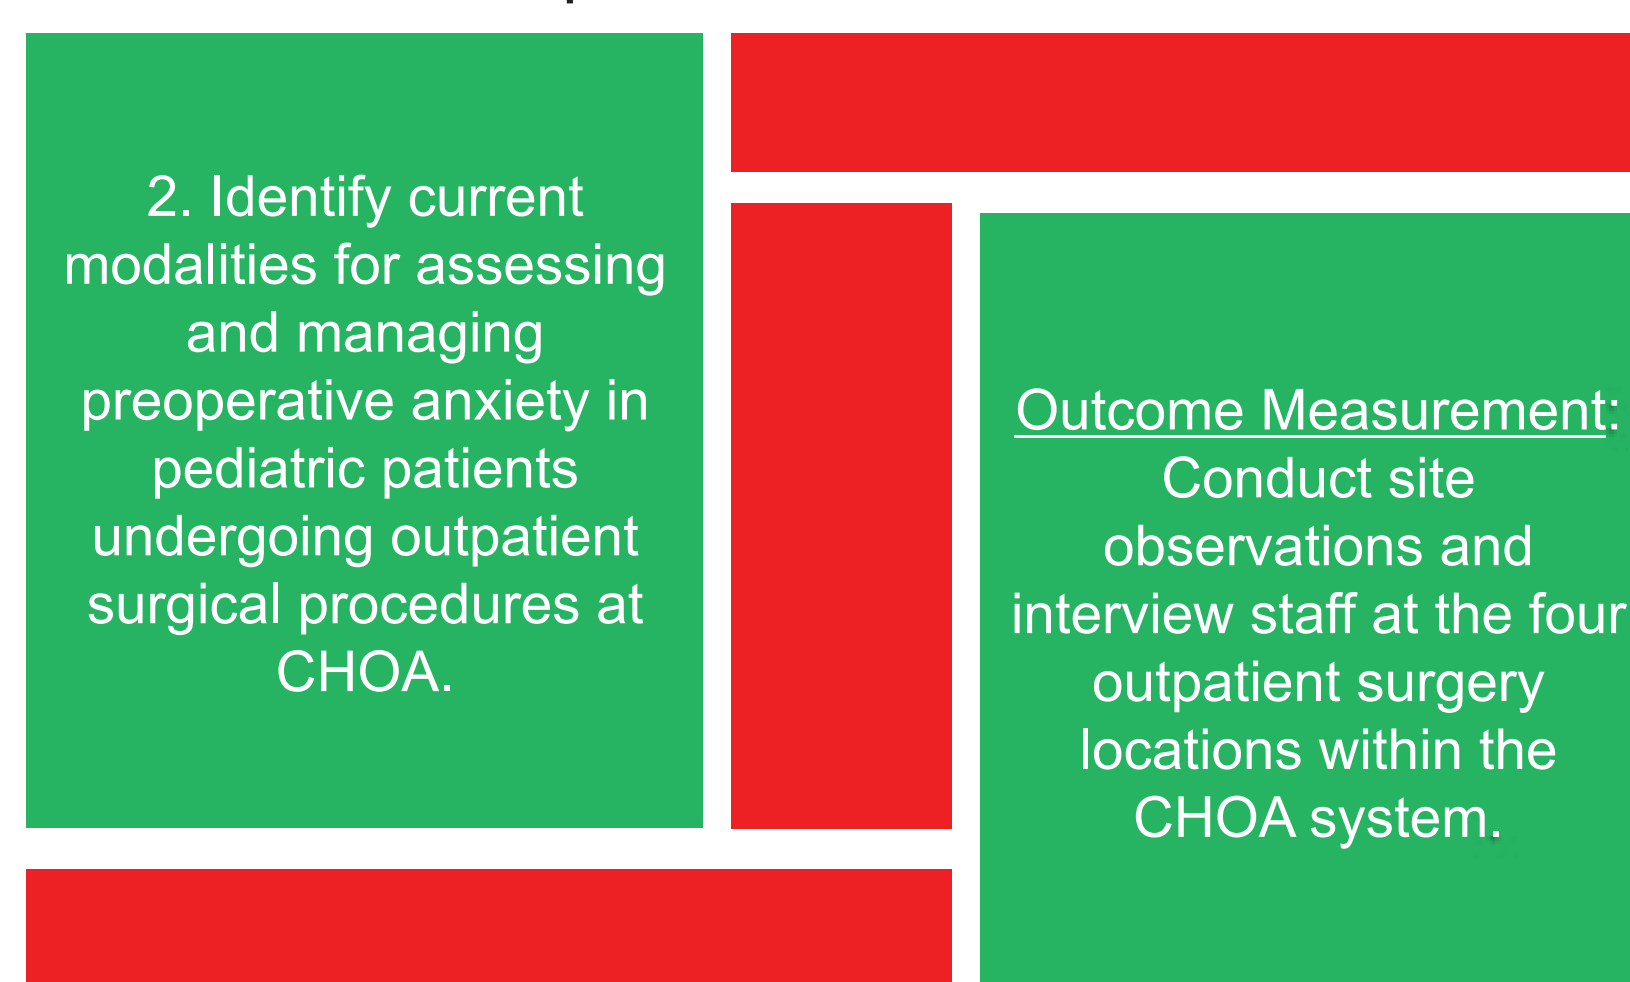 2. Identify current
modalities for assessing
and managing
preoperative anxiety in
pediatric patients
undergoing outpatient
surgical procedures at
CHOA.
Outcome Measurement:
Conduct site
observations and
interview staff at the four
outpatient surgery
locations within the
CHOA system.